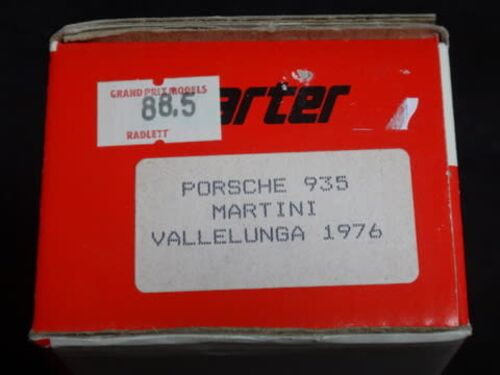 GRAND PRIX MODELS
88.5
RADLETT
arter
PORSCHE 935
MARTINI
VALLELUNGA 1976